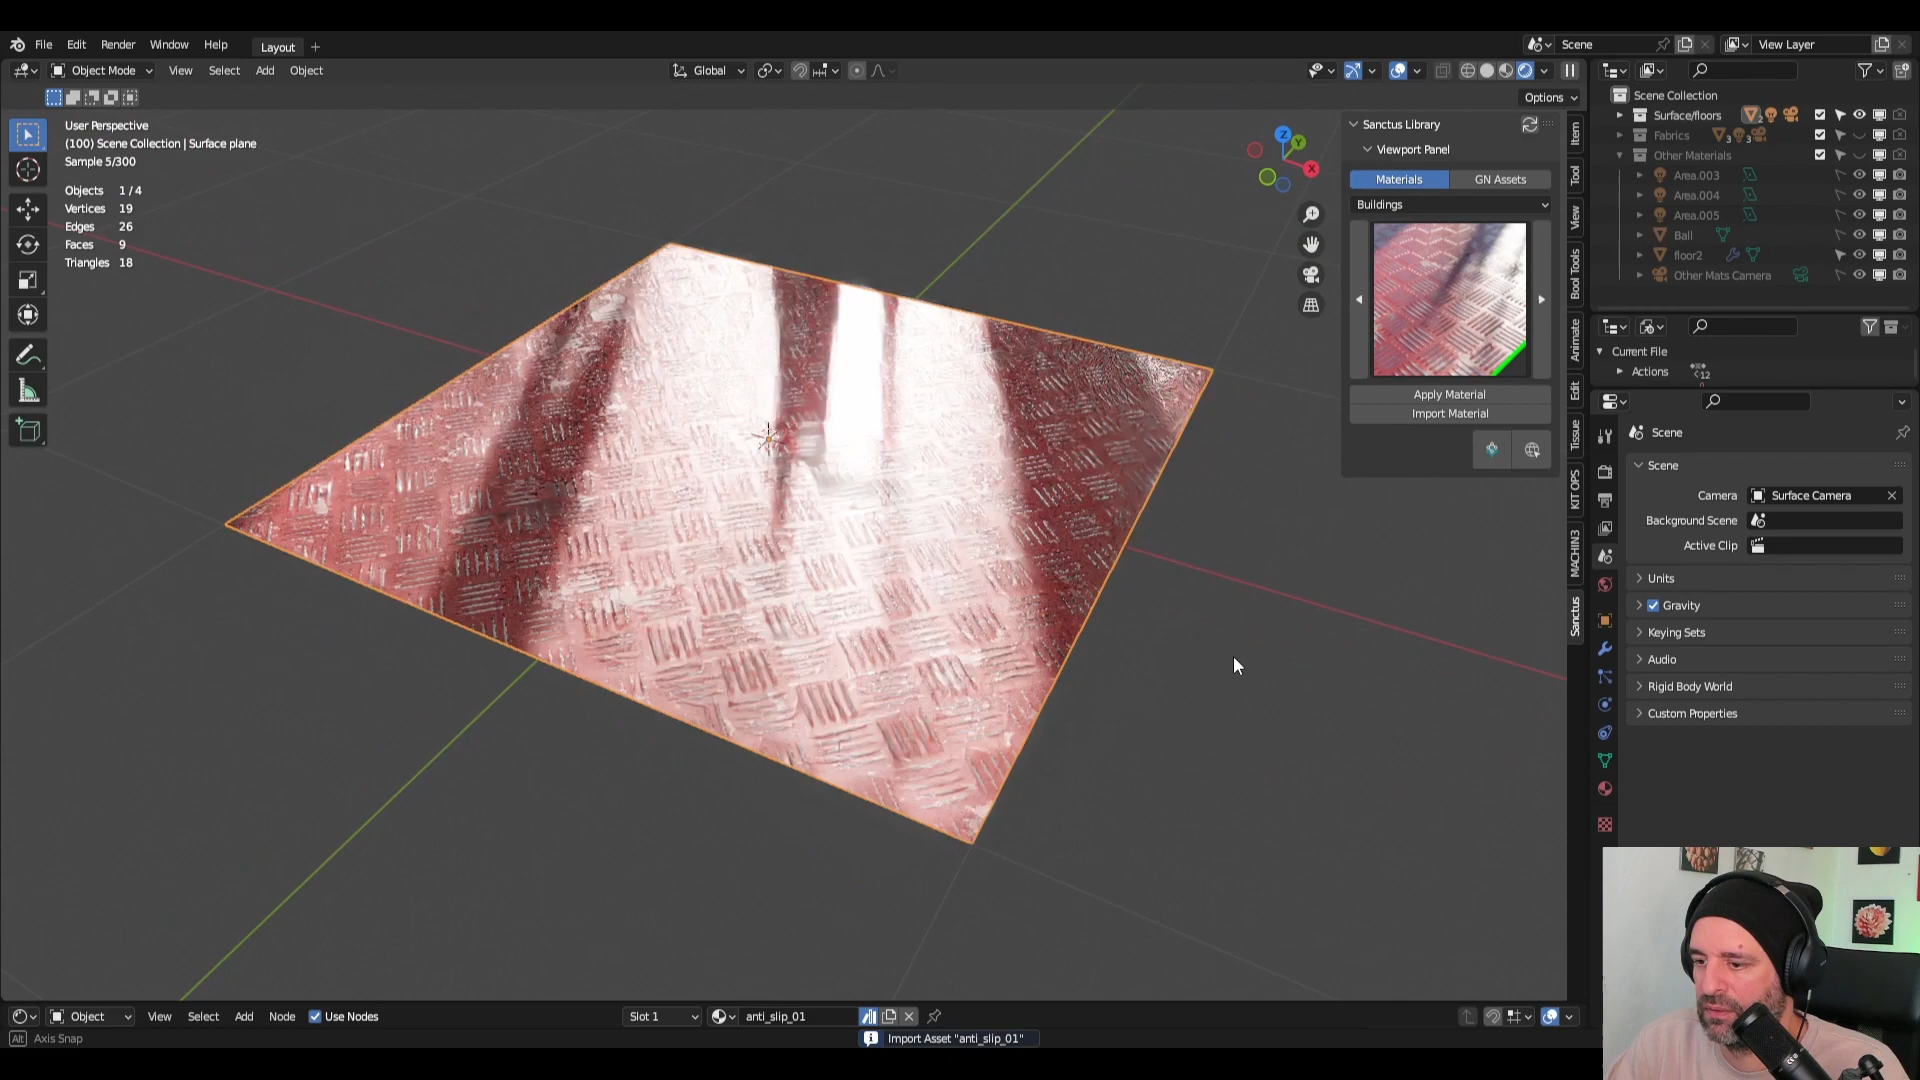 File Edit Render Window Help Layout + Scene View Layer
Object Mode View Select Add Object Global
Options
User Perspective
(100) Scene Collection | Surface plane
Sample 5/300
Objects 1 / 4
Vertices 19
Edges 26
Faces 9
Triangles 18
Z
Y
X
Sanctus Library
Viewport Panel
Materials GN Assets
Buildings
Apply Material
Import Material
Item
Tool
View
Bool Tools
Animate
Edit
Tissue
KIT OPS
MACHIN3
Sanctus
Scene Collection
Surface/floors 2
Fabrics 3 3
Other Materials
Area.003
Area.004
Area.005
Ball
floor2
Other Mats Camera
Current File
Actions 12
Scene
Scene
Camera Surface Camera
Background Scene
Active Clip
Units
Gravity
Keying Sets
Audio
Rigid Body World
Custom Properties
Object View Select Add Node Use Nodes Slot 1 anti_slip_01
Alt Axis Snap Import Asset "anti_slip_01"